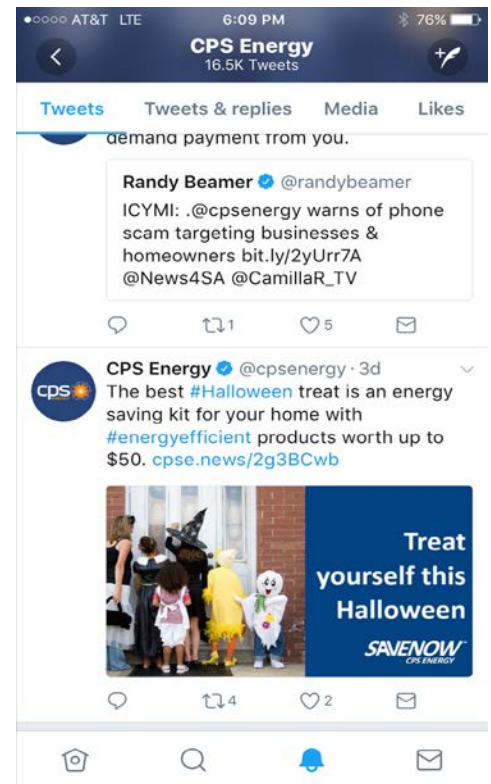 AT&T LTE 6:09 PM 76%
CPS Energy
16.5K Tweets
Tweets Tweets & replies Media Likes
demand payment from you.
Randy Beamer @randybeamer
ICYMI: .@cpsenergy warns of phone
scam targeting businesses &
homeowners bit.ly/2yUrr7A
@News4SA @CamillaR_TV
1 5
cps
CPS Energy @cpsenergy · 3d
The best #Halloween treat is an energy
saving kit for your home with
#energyefficient products worth up to
$50. cpse.news/2g3BCwb
Treat
yourself this
Halloween
SAVENOW
CPS ENERGY
4 2